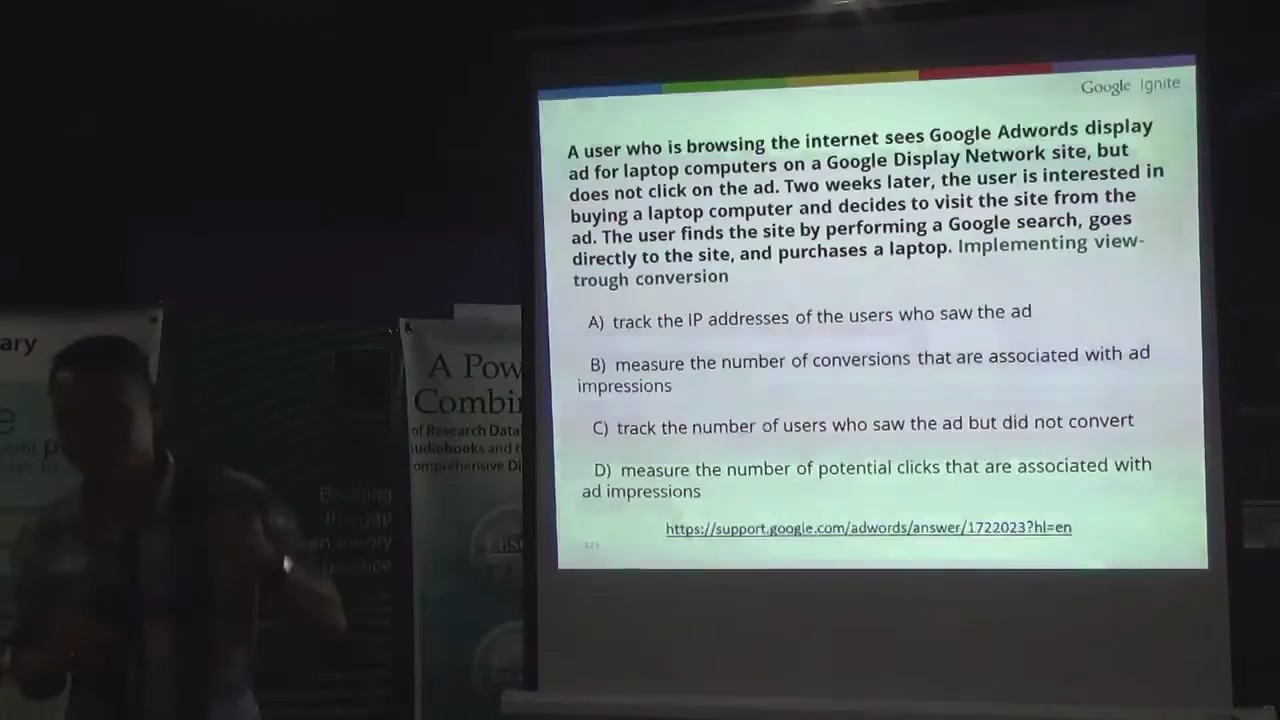 Google Ignite
A user who is browsing the internet sees Google Adwords display
ad for laptop computers on a Google Display Network site, but
does not click on the ad. Two weeks later, the user is interested in
buying a laptop computer and decides to visit the site from the
ad. The user finds the site by performing a Google search, goes
directly to the site, and purchases a laptop. Implementing view-
trough conversion
A) track the IP addresses of the users who saw the ad
B) measure the number of conversions that are associated with ad
impressions
C) track the number of users who saw the ad but did not convert
D) measure the number of potential clicks that are associated with
ad impressions
https://support.google.com/adwords/answer/1722023?hl=en
ary
A Pow
Combi
of Research Data
udiobooks and
omprehensive Di
Bridging
the gap
en theory
practice